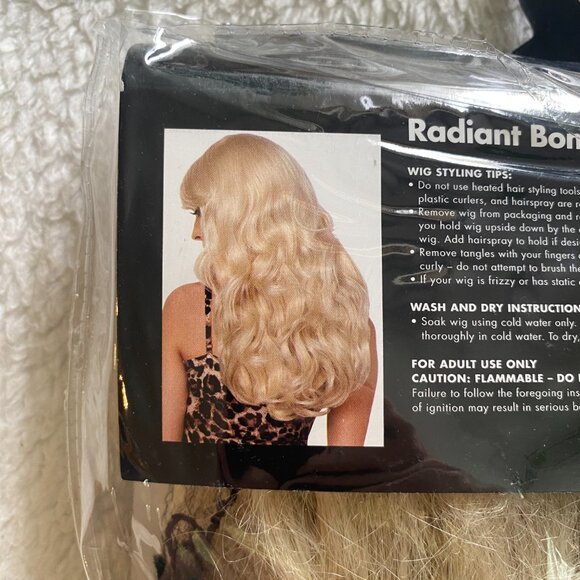 Radiant Bom
WIG STYLING TIPS:
• Do not use heated hair styling tools
plastic curlers, and hairspray are
• Remove wig from packaging and
you hold wig upside down by the
wig. Add hairspray to hold if
• Remove tangles with your fingers
curly – do not attempt to brush
• If your wig is frizzy or has static
WASH AND DRY INSTRUCTION
• Soak wig using cold water only.
thoroughly in cold water. To dry,
FOR ADULT USE ONLY
CAUTION: FLAMMABLE – DO
Failure to follow the foregoing
of ignition may result in serious